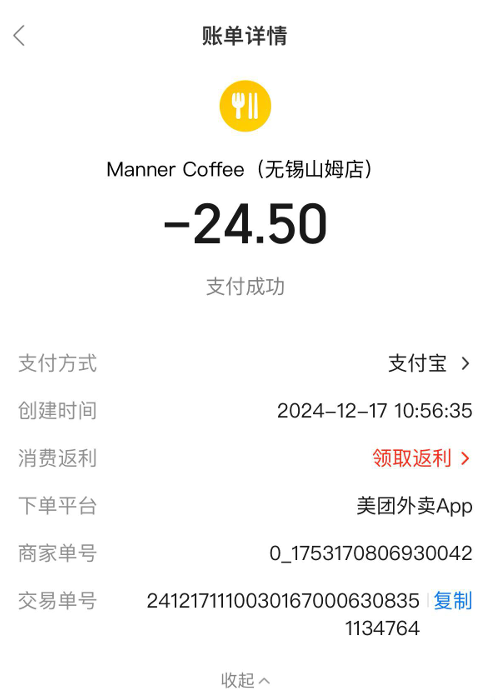 账单详情
Manner Coffee（无锡山姆店）
-24.50
支付成功
支付方式 支付宝
创建时间 2024-12-17 10:56:35
消费返利 领取返利
下单平台 美团外卖App
商家单号 0_1753170806930042
交易单号 2412171110030167000630835 复制
1134764
收起